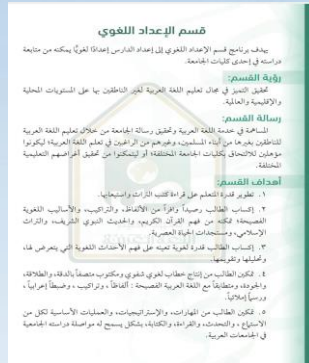 قسم الإعداد اللغوي
يهدف برنامج قسم الإعداد اللغوي إلى إعداد الدارس إعدادًا لغويًّا يمكنه من متابعة
دراسته في إحدى كليات الجامعة.
رؤية القسم:
تحقيق التميز في مجال تعليم اللغة العربية لغير الناطقين بها على المستويات المحلية
والإقليمية والعالمية.
رسالة القسم:
المساهمة في خدمة اللغة العربية وتحقيق رسالة الجامعة من خلال تعليم اللغة العربية
للناطقين بغيرها من أبناء المسلمين، وغيرهم من الراغبين في تعلم اللغة العربية؛ ليكونوا
مؤهلين للالتحاق بكليات الجامعة المختلفة؛ أو ليتمكنوا من تحقيق أغراضهم التعليمية
المختلفة.
أهداف القسم:
١. تطوير قدرة المتعلم على قراءة كتب التراث واستيعابها.
٢. إكساب الطالب رصيداً وافراً من الألفاظ، والتراكيب، والأساليب اللغوية
الفصيحة؛ تمكنه من فهم القرآن الكريم، والحديث النبوي الشريف، والتراث
الإسلامي، ومستجدات الحياة العصرية.
٣. إكساب الطالب قدرة لغوية تعينه على فهم الأحداث اللغوية التي يتعرض لها،
وتحليلها وتقويمها.
٤. تمكين الطالب من إنتاج خطاب لغوي شفوي ومكتوب متصفاً بالدقة، والطلاقة،
والجودة، ومتطابقاً مع اللغة العربية الفصيحة : ألفاظاً ، وتراكيب ، وضبطاً إعرابياً ،
ورسماً إملائياً.
٥. تمكين الطالب من المهارات، والإستراتيجيات، والعمليات الأساسية لكل من
الاستماع ، والتحدث، والقراءة، والكتابة، بشكل يسمح له مواصلة دراسته الجامعية
في الجامعات العربية.